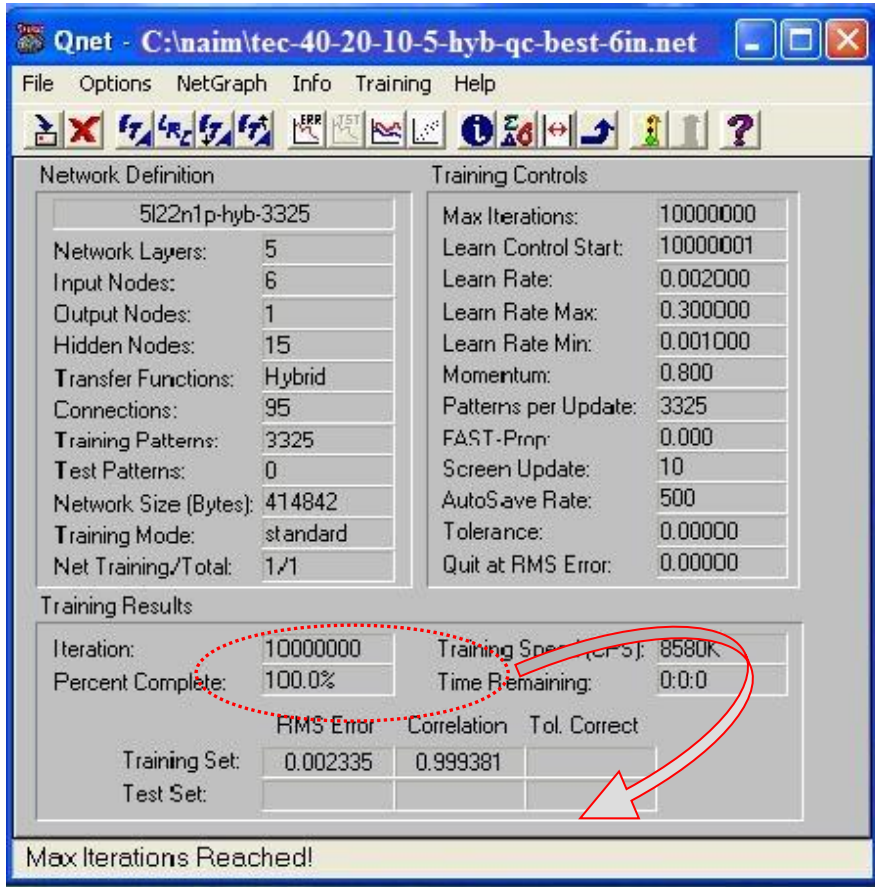 Qnet - C:\naim\tec-40-20-10-5-hyb-qc-best-6in.net
File Options NetGraph Info Training Help
Network Definition
5l22n1p-hyb-3325
Network Layers: 5
Input Nodes: 6
Output Nodes: 1
Hidden Nodes: 15
Transfer Functions: Hybrid
Connections: 95
Training Patterns: 3325
Test Patterns: 0
Network Size (Bytes): 414842
Training Mode: standard
Net Training/Total: 1/1
Training Controls
Max Iterations: 10000000
Learn Control Start: 10000001
Learn Rate: 0.002000
Learn Rate Max: 0.300000
Learn Rate Min: 0.001000
Momentum: 0.800
Patterns per Update: 3325
FAST-Prop: 0.000
Screen Update: 10
AutoSave Rate: 500
Tolerance: 0.00000
Quit at RMS Error: 0.00000
Training Results
Iteration: 10000000
Percent Complete: 100.0%
Training Speed (CPS): 8580K
Time Remaining: 0:0:0
RMS Error Correlation Tol. Correct
Training Set: 0.002335 0.999381
Test Set:
Max Iterations Reached!